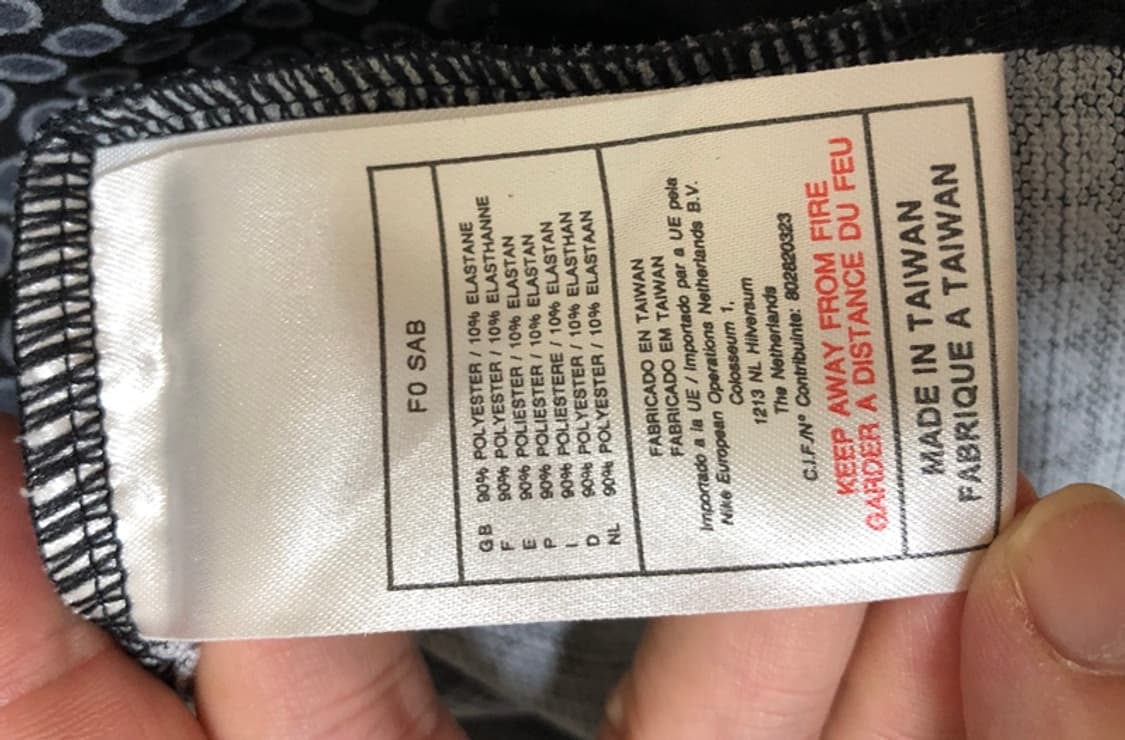 F0 SAB
GB 90% POLYESTER / 10% ELASTANE
F 90% POLYESTER / 10% ELASTHANNE
E 90% POLIESTER / 10% ELASTAN
P 90% POLIESTER / 10% ELASTAN
I 90% POLIESTERE / 10% ELASTAN
D 90% POLYESTER / 10% ELASTHAN
NL 90% POLYESTER / 10% ELASTAAN
FABRICADO EN TAIWAN
FABRICADO EM TAIWAN
Imporado a la UE / Importado par a UE pela
Nike European Operations Netherlands B.V.
Colosseum 1,
1213 NL Hilversum
The Netherlands
C.I.F./Nº Contribuinte: 802820323
KEEP AWAY FROM FIRE
GARDER A DISTANCE DU FEU
MADE IN TAIWAN
FABRIQUE A TAIWAN